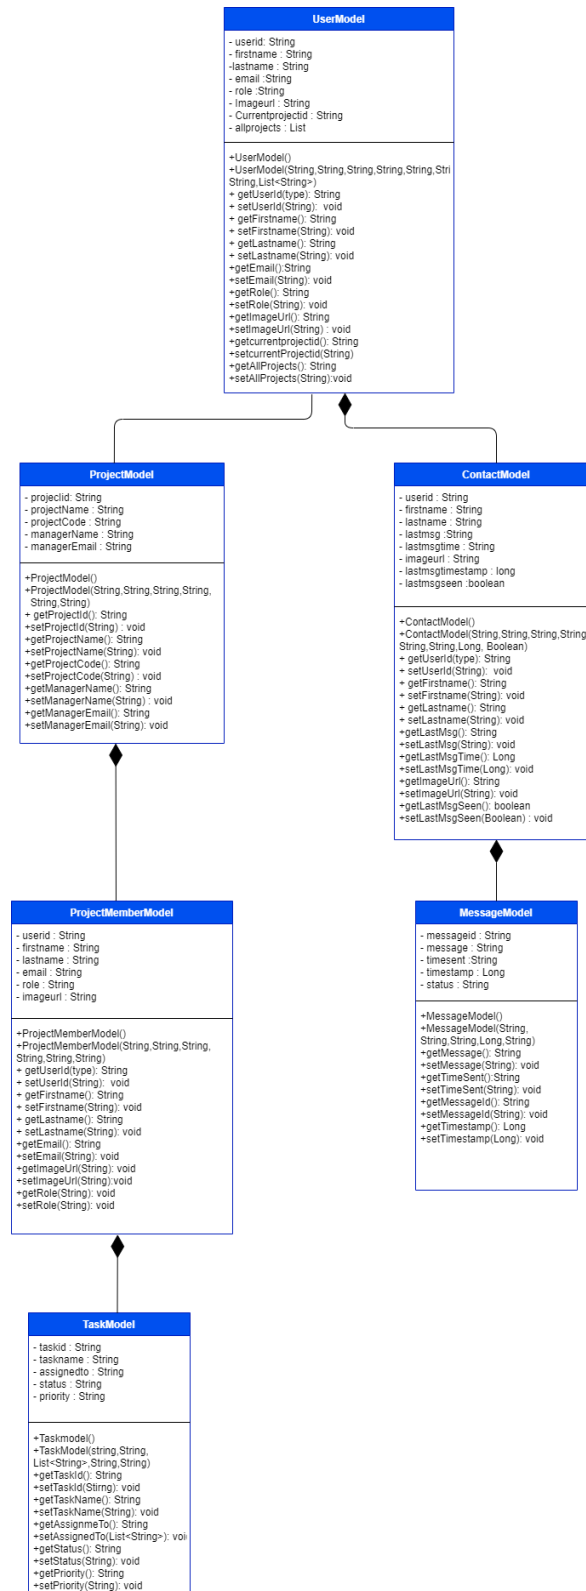 UserModel
- userid: String
- firstname : String
-lastname : String
- email :String
- role :String
- Imageurl : String
- Currentprojectid : String
- allprojects : List
+UserModel()
+UserModel(String,String,String,String,String,Stri
String,List<String>)
+ getUserId(type): String
+ setUserId(String):  void
+ getFirstname(): String
+ setFirstname(String): void
+ getLastname(): String
+ setLastname(String): void
+getEmail():String
+setEmail(String): void
+getRole(): String
+setRole(String): void
+getImageUrl(): String
+setImageUrl(String) : void
+getcurrentprojectid(): String
+setcurrentProjectid(String)
+getAllProjects(): String
+setAllProjects(String):void
ProjectModel
- projectid: String
- projectName : String
- projectCode : String
- managerName : String
- managerEmail : String
+ProjectModel()
+ProjectModel(String,String,String,String,
String,String)
+ getProjectId(): String
+setProjectId(String) : void
+getProjectName(): String
+setProjectName(String): void
+getProjectCode(): String
+setProjectCode(String) : void
+getManagerName(): String
+setManagerName(String) : void
+getManagerEmail(): String
+setManagerEmail(String): void
ContactModel
- userid : String
- firstname : String
- lastname : String
- lastmsg :String
- lastmsgtime : String
- imageurl : String
- lastmsgtimestamp : long
- lastmsgseen :boolean
+ContactModel()
+ContactModel(String,String,String,String
String,String,Long, Boolean)
+ getUserId(type): String
+ setUserId(String):  void
+ getFirstname(): String
+ setFirstname(String): void
+ getLastname(): String
+ setLastname(String): void
+getLastMsg(): String
+setLastMsg(String): void
+getLastMsgTime(): Long
+setLastMsgTime(Long): void
+getImageUrl(): String
+setImageUrl(String): void
+getLastMsgSeen(): boolean
+setLastMsgSeen(Boolean) : void
ProjectMemberModel
- userid : String
- firstname : String
- lastname : String
- email : String
- role : String
- imageurl : String
+ProjectMemberModel()
+ProjectMemberModel(String,String,String,
String,String,String)
+ getUserId(type): String
+ setUserId(String):  void
+ getFirstname(): String
+ setFirstname(String): void
+ getLastname(): String
+ setLastname(String): void
+getEmail(): String
+setEmail(String): void
+getImageUrl(String): void
+setImageUrl(String):void
+getRole(String): void
+setRole(String): void
MessageModel
- messageid : String
- message : String
- timesent :String
- timestamp : Long
- status : String
+MessageModel()
+MessageModel(String,
String,String,Long,String)
+getMessage(): String
+setMessage(String): void
+getTimeSent():String
+setTimeSent(String): void
+getMessageId(): String
+setMessageId(String): void
+getTimestamp(): Long
+setTimestamp(Long): void
TaskModel
- taskid : String
- taskname : String
- assignedto : String
- status : String
- priority : String
+Taskmodel()
+TaskModel(string,String,
List<String>,String,String)
+getTaskId(): String
+setTaskId(Stirng): void
+getTaskName(): String
+setTaskName(String): void
+getAssignmeTo(): String
+setAssignedTo(List<String>): voi
+getStatus(): String
+setStatus(String): void
+getPriority(): String
+setPriority(String): void